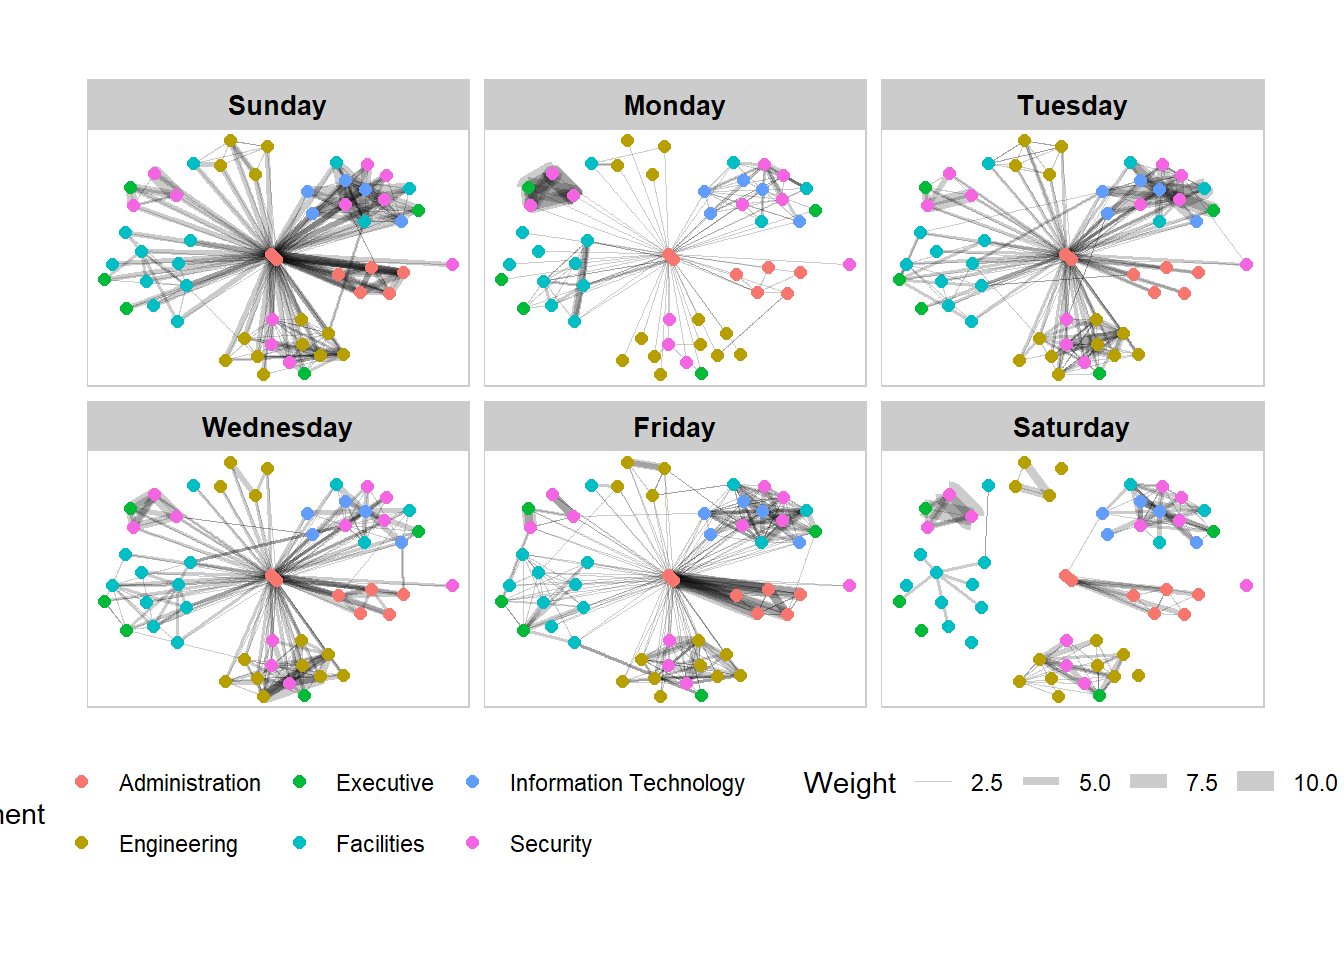 Sunday Monday Tuesday
Wednesday Friday Saturday
Administration Executive Information Technology Weight 2.5 5.0 7.5 10.0
nent
Engineering Facilities Security